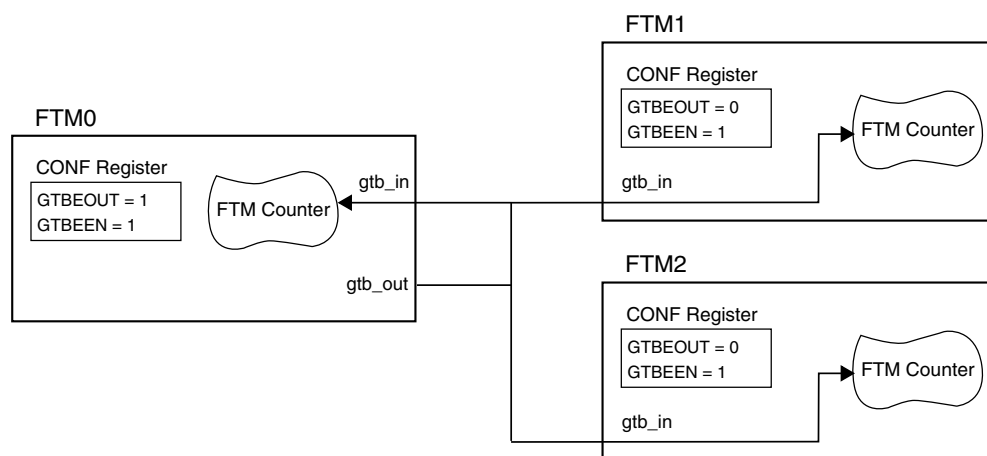 FTM0
CONF Register
GTBEOUT = 1
GTBEEN = 1
FTM Counter
gtb_in
gtb_out
FTM1
CONF Register
GTBEOUT = 0
GTBEEN = 1
FTM Counter
gtb_in
FTM2
CONF Register
GTBEOUT = 0
GTBEEN = 1
FTM Counter
gtb_in